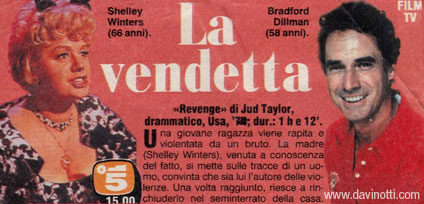 Shelley
Winters
(66 anni).
Bradford
Dillman
(58 anni).
FILM
TV
La
vendetta
«Revenge» di Jud Taylor,
drammatico, Usa, ; dur.: 1 h e 12'.
Una giovane ragazza viene rapita e
violentata da un bruto. La madre
(Shelley Winters), venuta a conoscenza
del fatto, si mette sulle tracce di un uo-
mo, convinta che sia lui l'autore delle vio-
lenze. Una volta raggiunto, riesce a rin-
chiuderlo nel seminterrato della casa.
5
15.00
www.davinotti.com